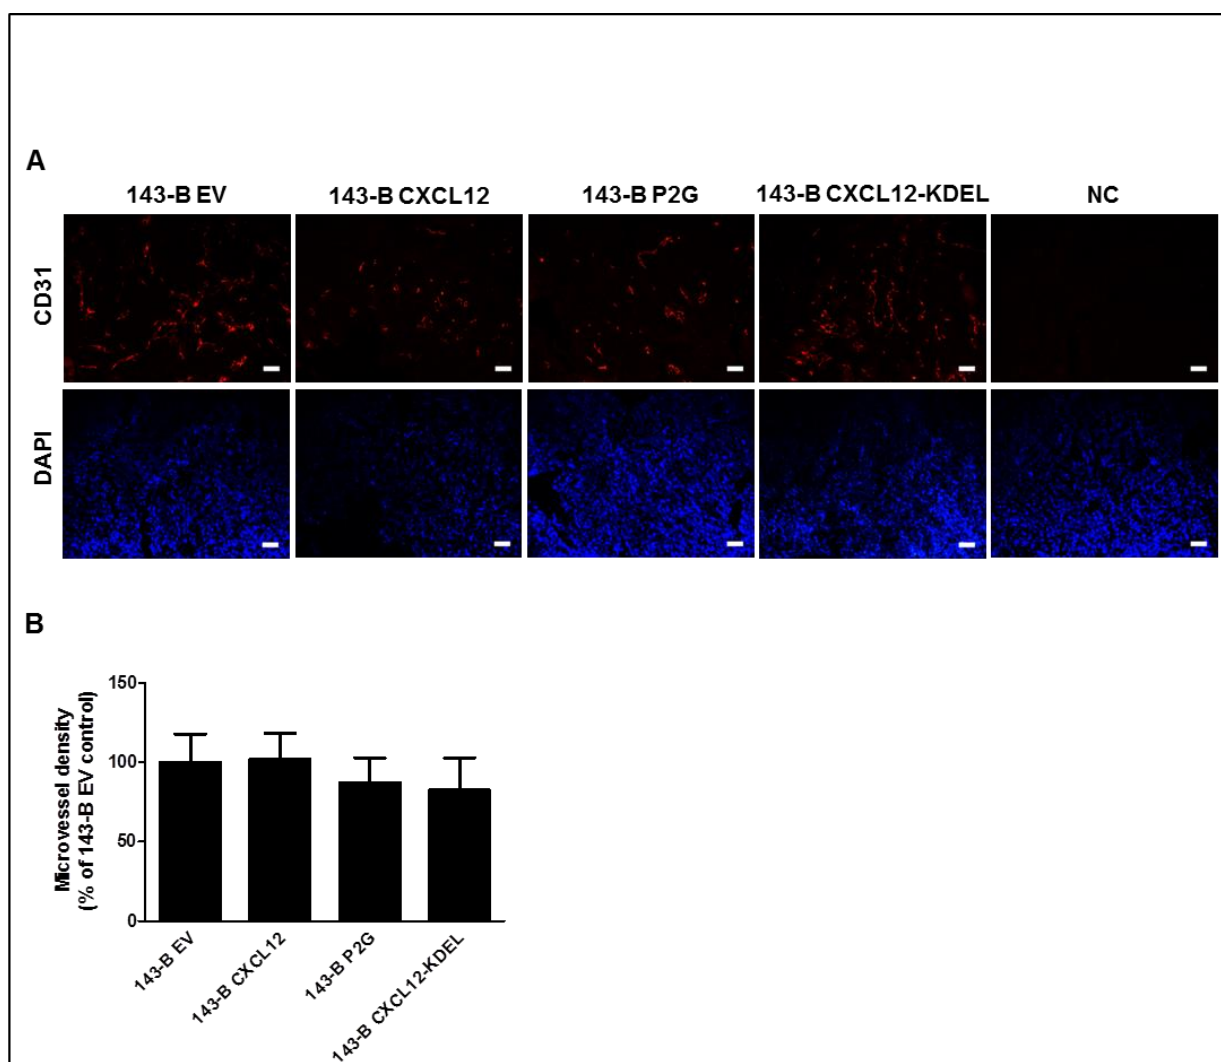 A
143-B EV 143-B CXCL12 143-B P2G 143-B CXCL12-KDEL NC
CD31
DAPI
B
Microvessel density
(% of 143-B EV control)
150
100
50
0
143-B EV
143-B CXCL12
143-B P2G
143-B CXCL12-KDEL